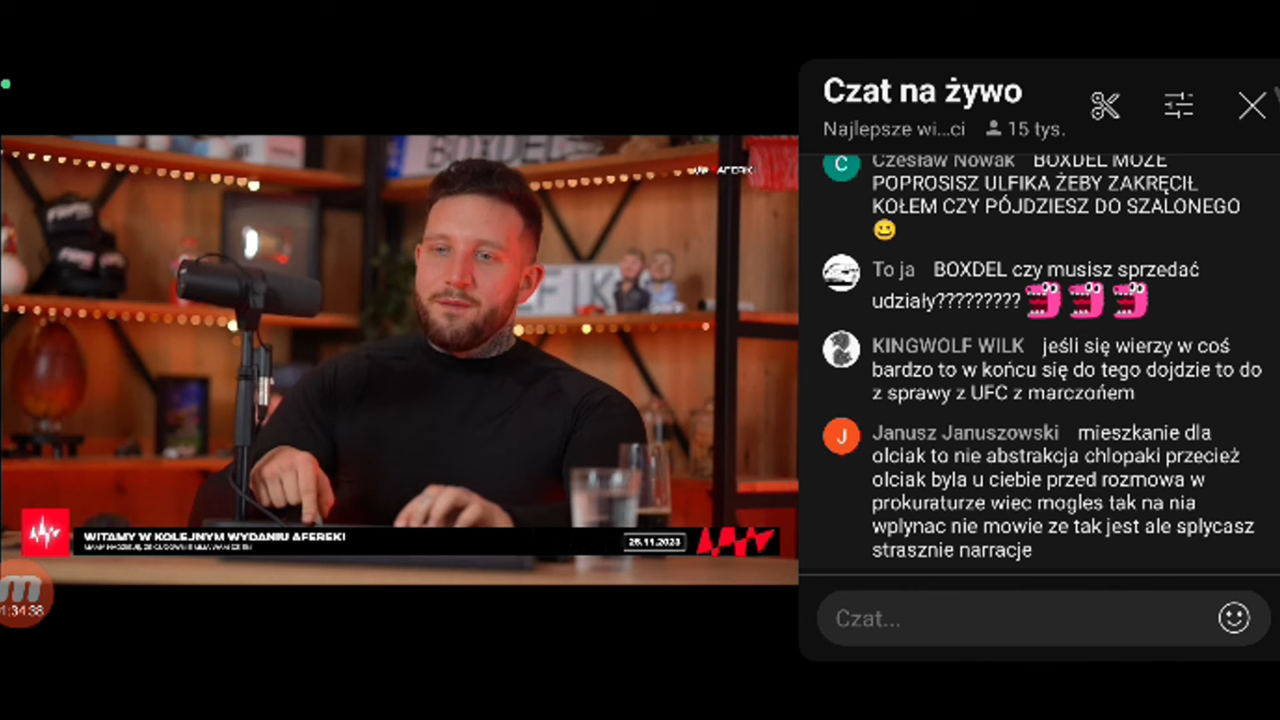 Czat na żywo
Najlepsze wi...ci 15 tys.
Czesław Nowak BOXDEL MOŻE
POPROSISZ ULFIKA ŻEBY ZAKRĘCIŁ
KOŁEM CZY PÓJDZIESZ DO SZALONEGO
😀
To ja BOXDEL czy musisz sprzedać
udziały?????????
KINGWOLF WILK jeśli się wierzy w coś
bardzo to w końcu się do tego dojdzie to do
z sprawy z UFC z marczońem
Janusz Januszowski mieszkanie dla
olciak to nie abstrakcja chlopaki przecież
olciak byla u ciebie przed rozmowa w
prokuraturze wiec mogles tak na nia
wplynac nie mowie ze tak jest ale splycasz
strasznie narracje
Czat...
BOXDEL
AFERKI
WITAMY W KOLEJNYM WYDANIU AFEREK!
25.11.2023
1:34:38